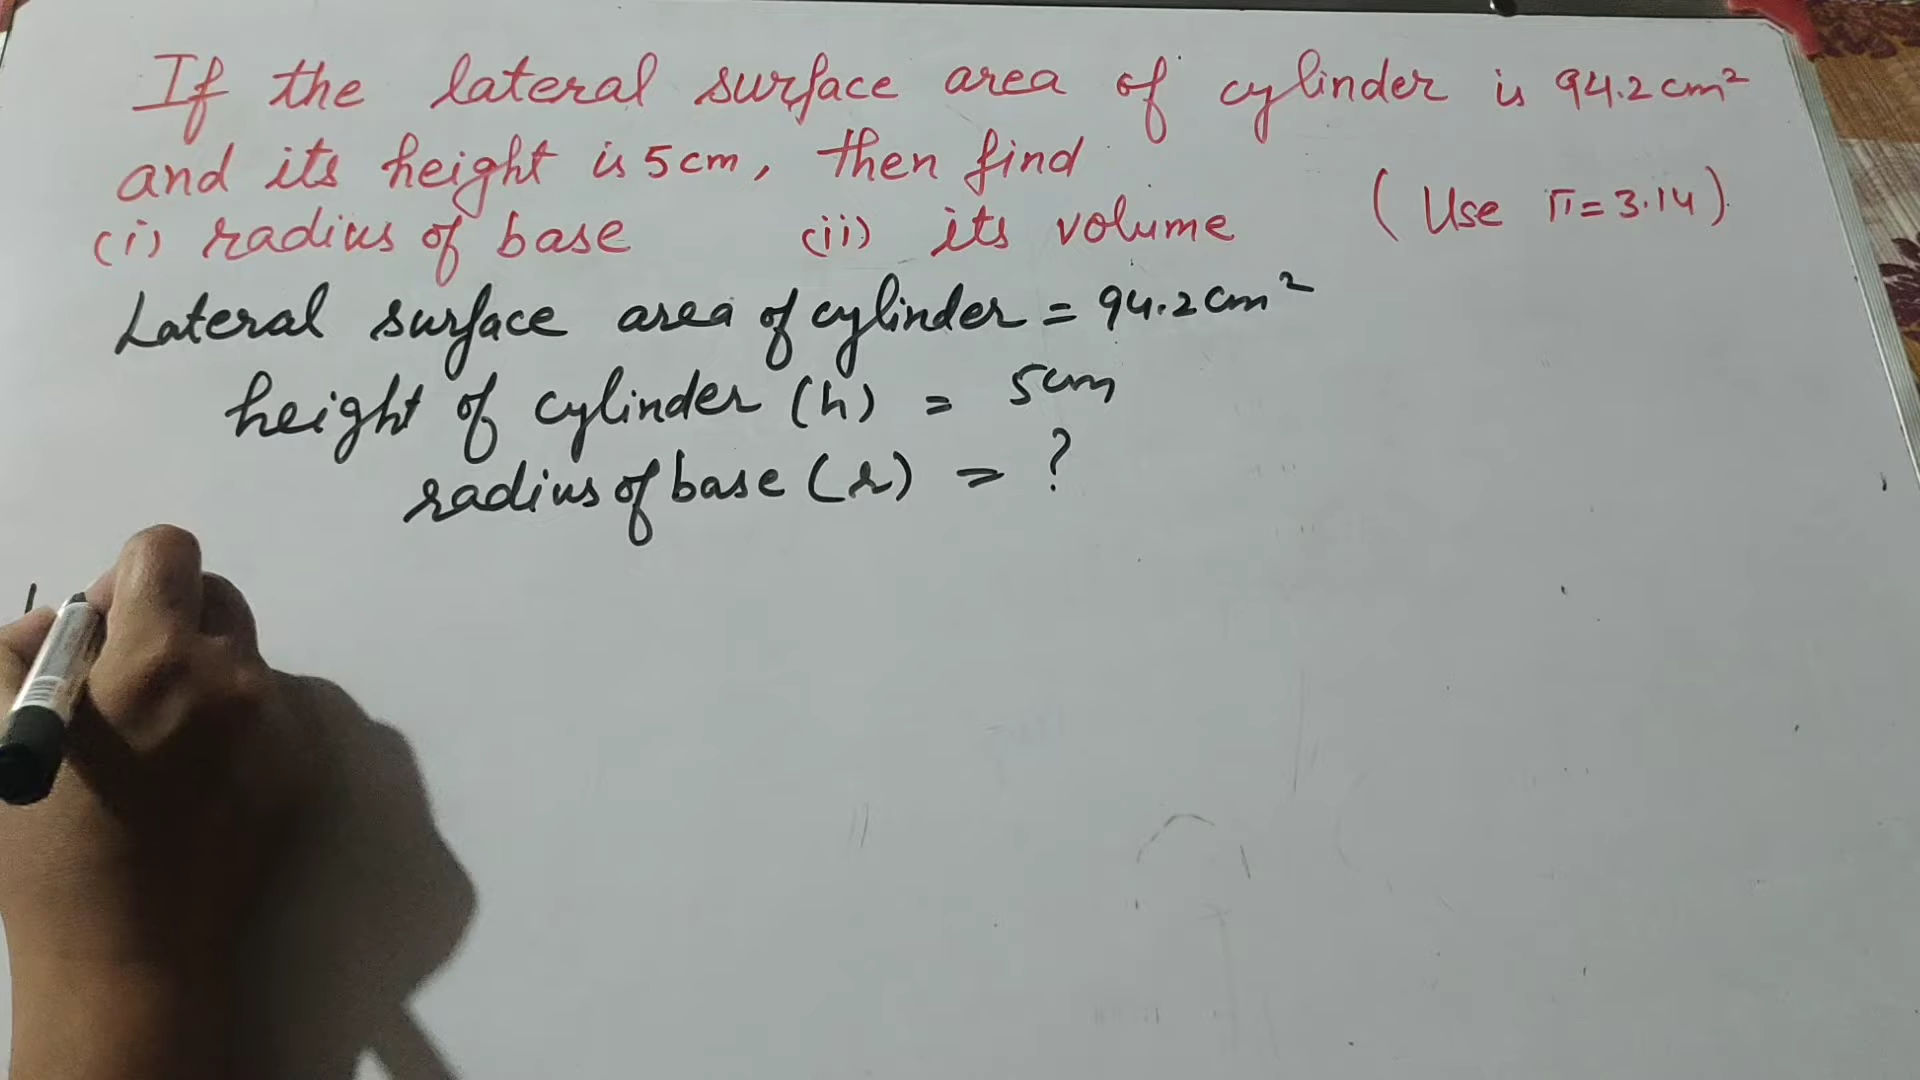 If the lateral surface area of cylinder is 94.2 cm²
and its height is 5 cm, then find
(i) radius of base (ii) its volume (Use π = 3.14)
Lateral surface area of cylinder = 94.2 cm²
height of cylinder (h) = 5 cm
radius of base (r) = ?